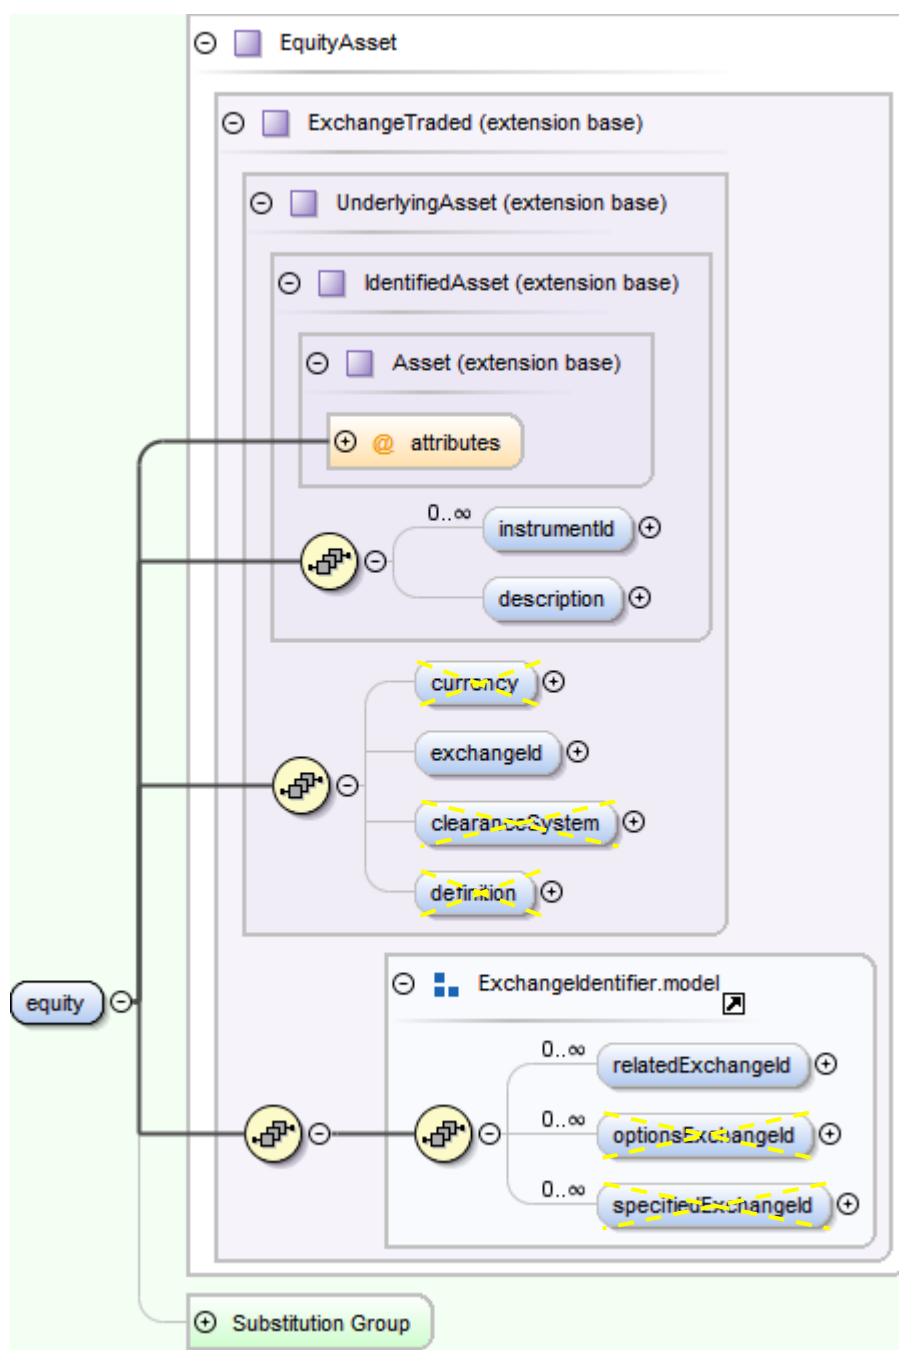 EquityAsset
ExchangeTraded (extension base)
UnderlyingAsset (extension base)
IdentifiedAsset (extension base)
Asset (extension base)
@ attributes
0..∞
instrumentId
description
currency
exchangeId
clearanceSystem
definition
equity
ExchangeIdentifier.model
0..∞
relatedExchangeId
0..∞
optionsExchangeId
0..∞
specifiedExchangeId
Substitution Group